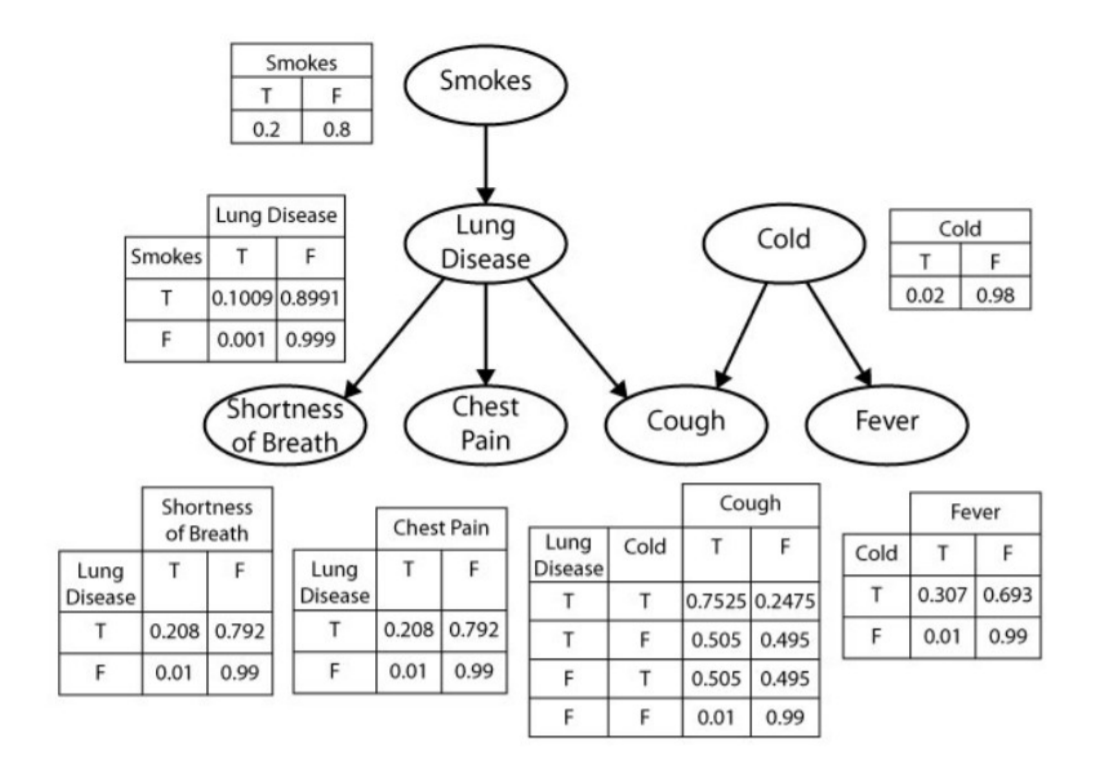 Smokes
T F
0.2 0.8
Smokes
Lung Disease
Smokes T F
T 0.1009 0.8991
F 0.001 0.999
Lung
Disease
Cold
Cold
T F
0.02 0.98
Shortness
of Breath
Chest
Pain
Cough
Fever
Shortness
of Breath
Lung
Disease
T F
T 0.208 0.792
F 0.01 0.99
Chest Pain
Lung
Disease
T F
T 0.208 0.792
F 0.01 0.99
Cough
Lung
Disease
Cold T F
T T 0.7525 0.2475
T F 0.505 0.495
F T 0.505 0.495
F F 0.01 0.99
Fever
Cold T F
T 0.307 0.693
F 0.01 0.99